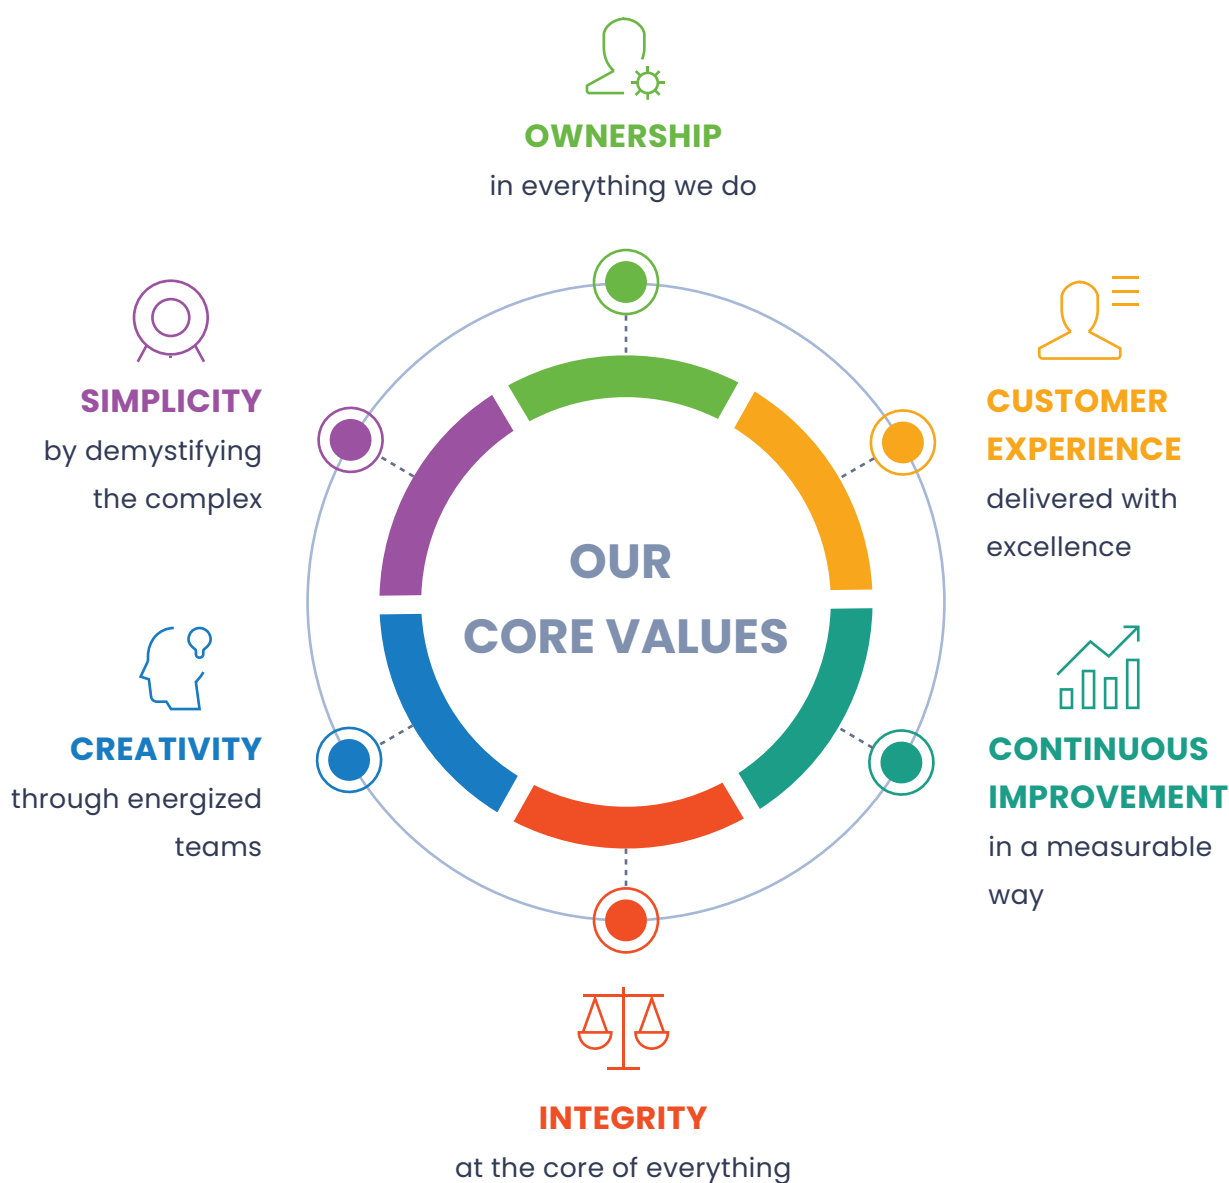 OWNERSHIP
in everything we do
SIMPLICITY
by demystifying
the complex
CUSTOMER
EXPERIENCE
delivered with
excellence
OUR
CORE VALUES
CREATIVITY
through energized
teams
CONTINUOUS
IMPROVEMENT
in a measurable
way
INTEGRITY
at the core of everything